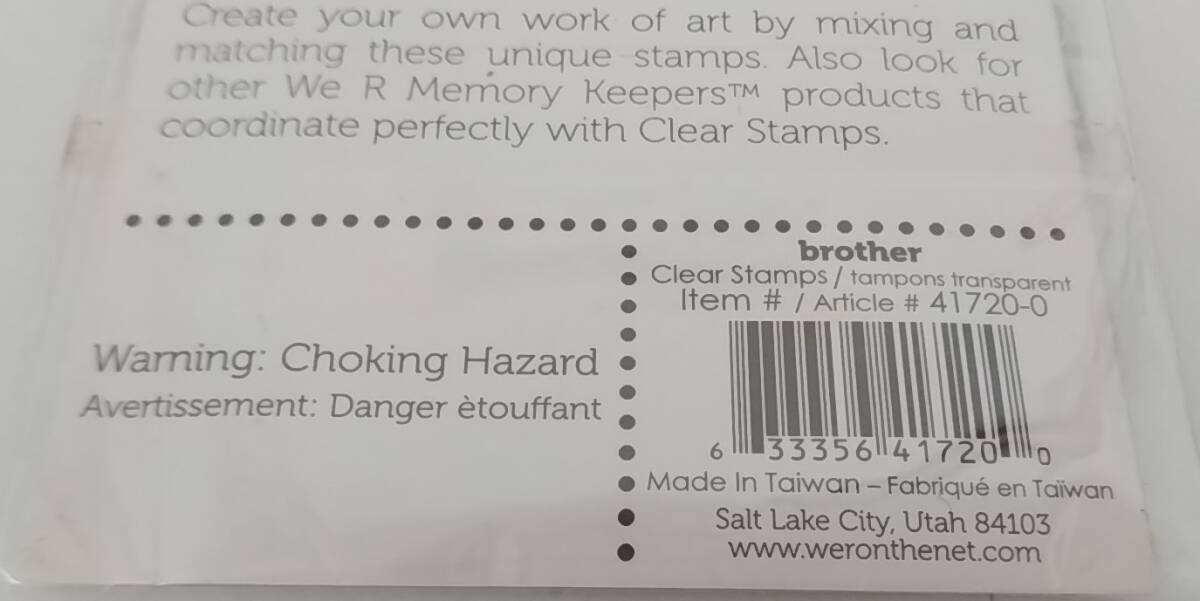 Create your own work of art by mixing and
matching these unique stamps. Also look for
other We R Memory Keepers™ products that
coordinate perfectly with Clear Stamps.
brother
Clear Stamps / tampons transparent
Item # / Article # 41720-0
Warning: Choking Hazard
Avertissement: Danger ètouffant
6 33356 41720 0
Made In Taiwan – Fabriqué en Taïwan
Salt Lake City, Utah 84103
www.weronthenet.com